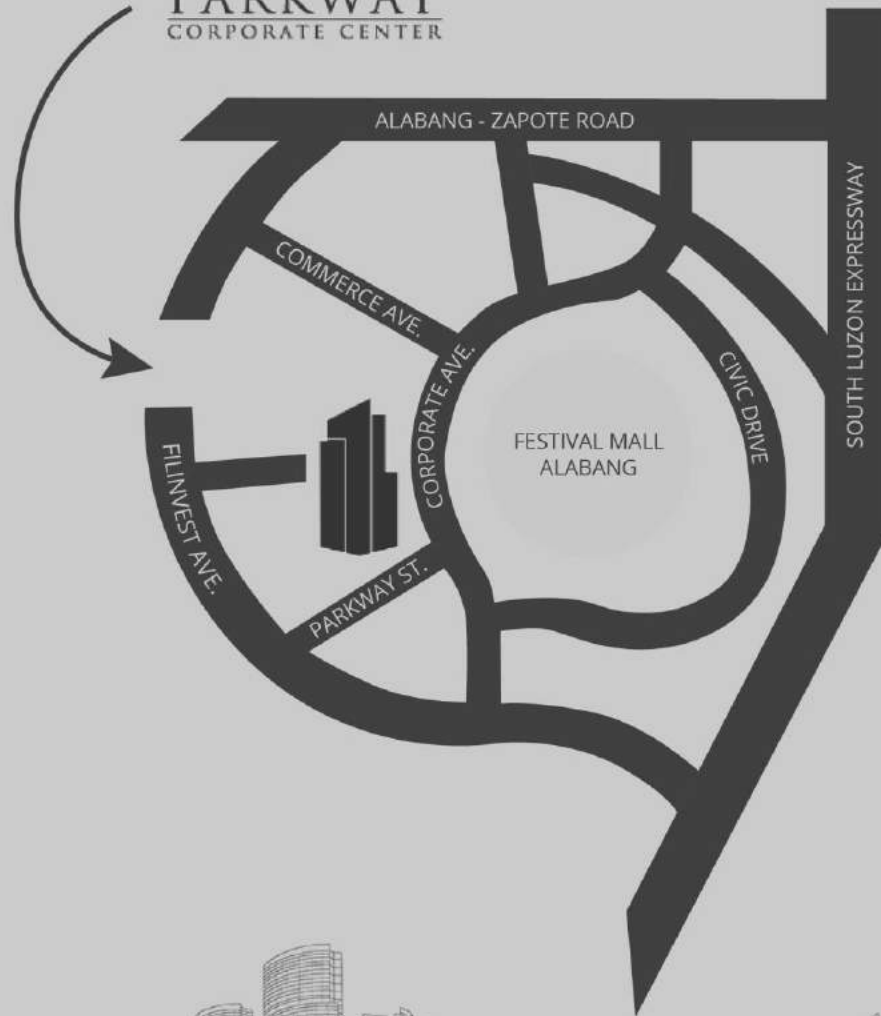 PARKWAY
CORPORATE CENTER
ALABANG - ZAPOTE ROAD
SOUTH LUZON EXPRESSWAY
COMMERCE AVE.
CORPORATE AVE.
CIVIC DRIVE
FESTIVAL MALL
ALABANG
FILINVEST AVE.
PARKWAY ST.